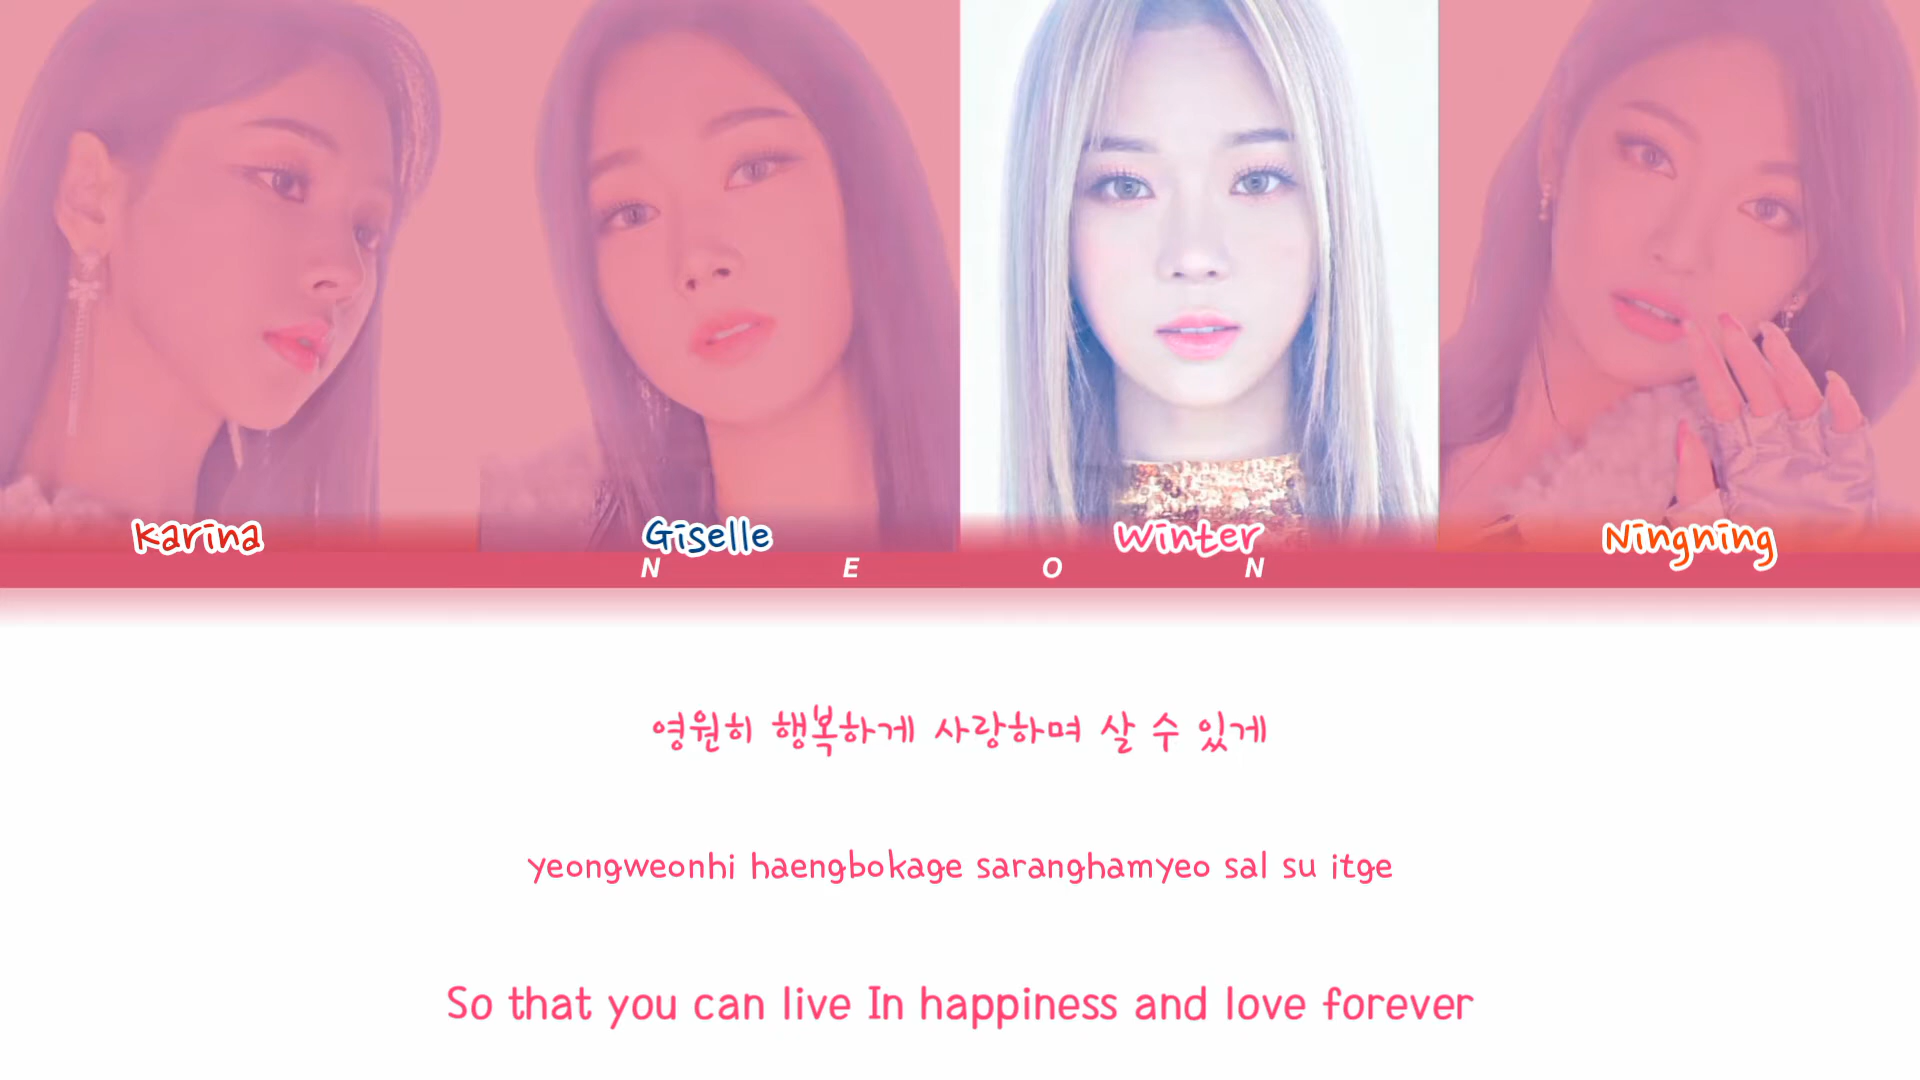 Karina Giselle Winter Ningning
N E O N
영원히 행복하게 사랑하며 살 수 있게
yeongweonhi haengbokage saranghamyeo sal su itge
So that you can live In happiness and love forever